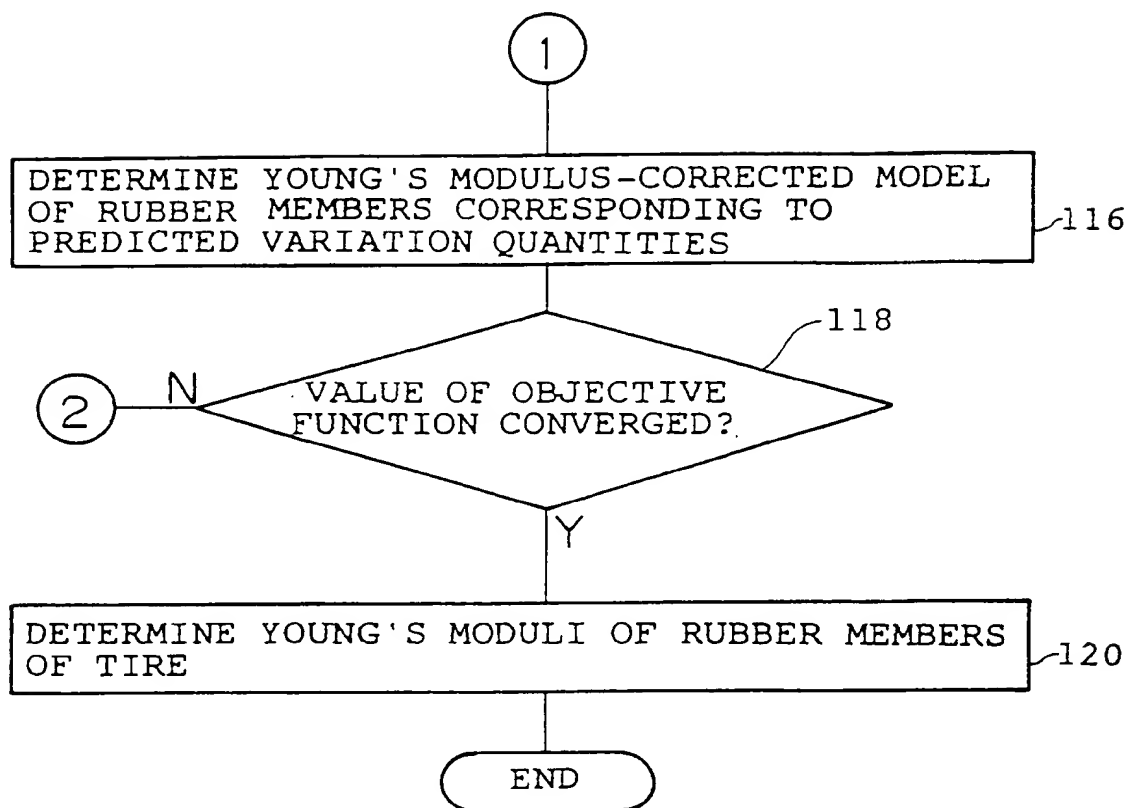 1
DETERMINE YOUNG'S MODULUS-CORRECTED MODEL
OF RUBBER MEMBERS CORRESPONDING TO
PREDICTED VARIATION QUANTITIES
116
118
N
2
VALUE OF OBJECTIVE
FUNCTION CONVERGED?
Y
DETERMINE YOUNG'S MODULI OF RUBBER MEMBERS
OF TIRE
120
END